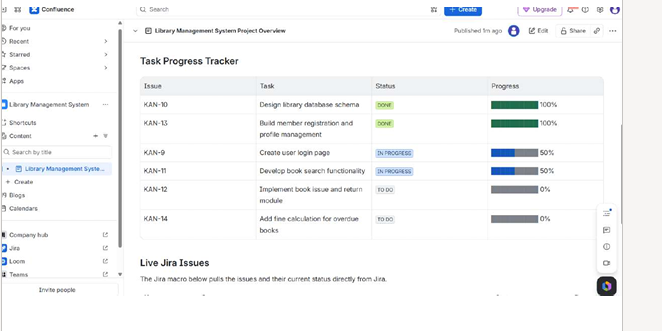 Confluence
Search
+ Create
Upgrade
For you
Recent
Starred
Spaces
Apps
Library Management System
Shortcuts
Content
Search by title
Library Management Syste...
+ Create
Blogs
Calendars
Company hub
Jira
Loom
Teams
Invite people
Library Management System Project Overview
Published 1m ago
Edit
Share
Task Progress Tracker
Issue Task Status Progress
KAN-10 Design library database schema DONE 100%
KAN-13 Build member registration and DONE 100%
profile management
KAN-9 Create user login page IN PROGRESS 50%
KAN-11 Develop book search functionality IN PROGRESS 50%
KAN-12 Implement book issue and return TO DO 0%
module
KAN-14 Add fine calculation for overdue TO DO 0%
books
Live Jira Issues
The Jira macro below pulls the issues and their current status directly from Jira.